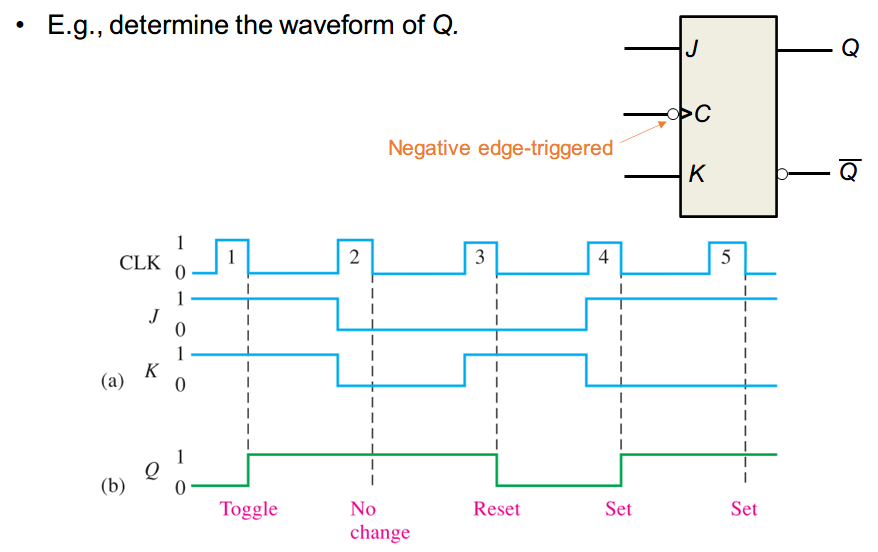 • E.g., determine the waveform of Q.
J
Q
C
Negative edge-triggered
K
Q̅
CLK 1 0
1 2 3 4 5
J 1 0
(a) K 1 0
(b) Q 1 0
Toggle No change Reset Set Set